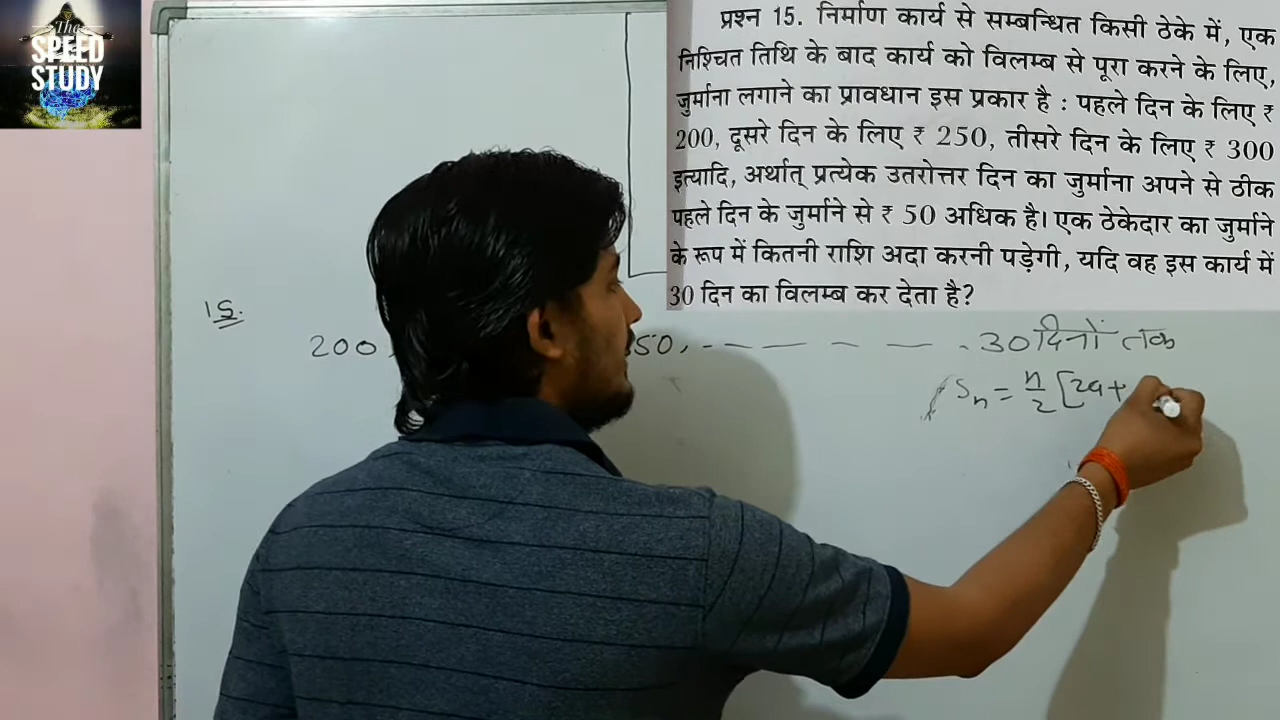 The
SPEED
STUDY
प्रश्न 15. निर्माण कार्य से सम्बन्धित किसी ठेके में, एक
निश्चित तिथि के बाद कार्य को विलम्ब से पूरा करने के लिए,
जुर्माना लगाने का प्रावधान इस प्रकार है : पहले दिन के लिए ₹
200, दूसरे दिन के लिए ₹ 250, तीसरे दिन के लिए ₹ 300
इत्यादि, अर्थात् प्रत्येक उतरोत्तर दिन का जुर्माना अपने से ठीक
पहले दिन के जुर्माने से ₹ 50 अधिक है। एक ठेकेदार का जुर्माने
के रूप में कितनी राशि अदा करनी पड़ेगी, यदि वह इस कार्य में
30 दिन का विलम्ब कर देता है?
15.
200, 50, - - - - - . 30 दिनों तक
Sn = n/2 [2a +